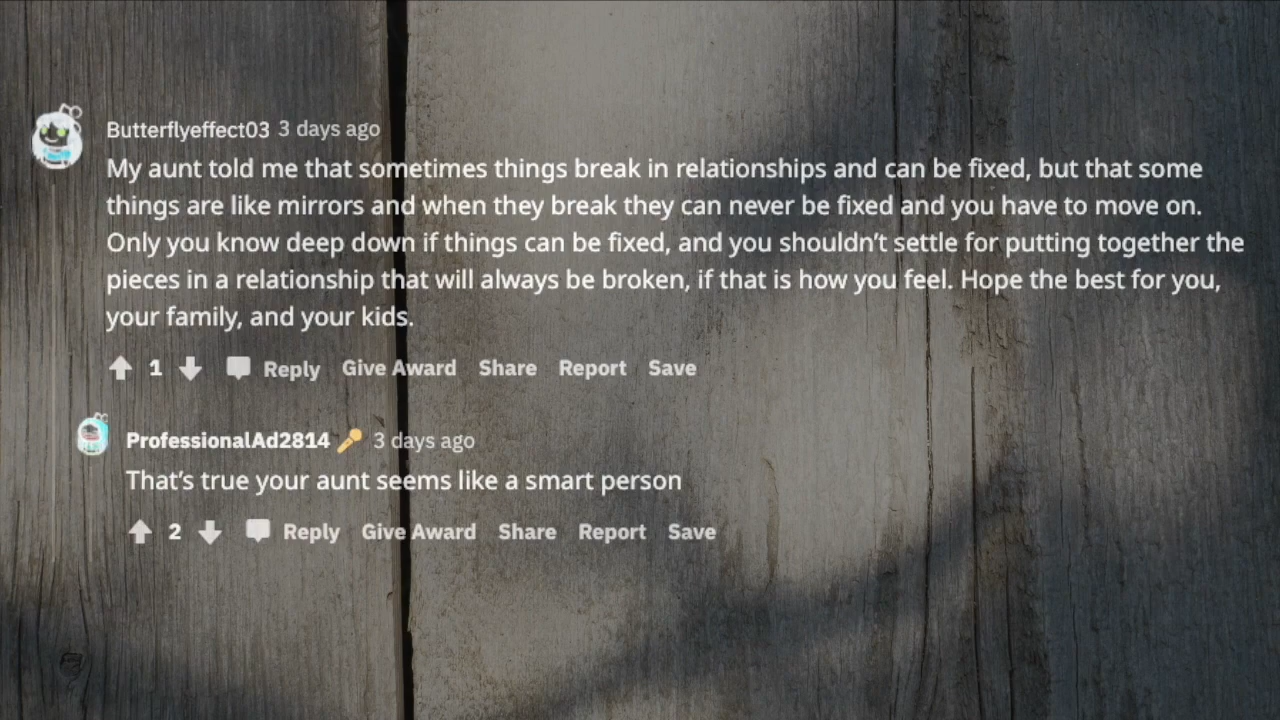 Butterflyeffect03 3 days ago
My aunt told me that sometimes things break in relationships and can be fixed, but that some
things are like mirrors and when they break they can never be fixed and you have to move on.
Only you know deep down if things can be fixed, and you shouldn’t settle for putting together the
pieces in a relationship that will always be broken, if that is how you feel. Hope the best for you,
your family, and your kids.
1 Reply Give Award Share Report Save
ProfessionalAd2814 🎤 3 days ago
That’s true your aunt seems like a smart person
2 Reply Give Award Share Report Save